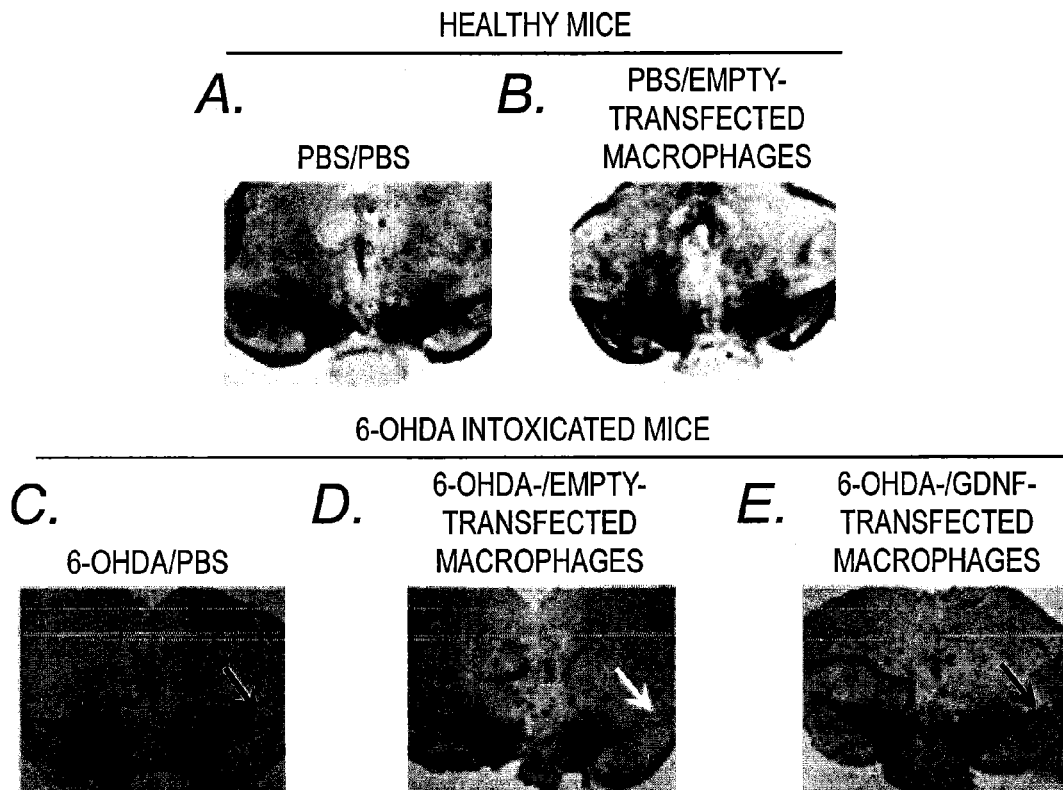 HEALTHY MICE
A.
PBS/PBS
B.
PBS/EMPTY-
TRANSFECTED
MACROPHAGES
6-OHDA INTOXICATED MICE
C.
6-OHDA/PBS
D.
6-OHDA-/EMPTY-
TRANSFECTED
MACROPHAGES
E.
6-OHDA-/GDNF-
TRANSFECTED
MACROPHAGES